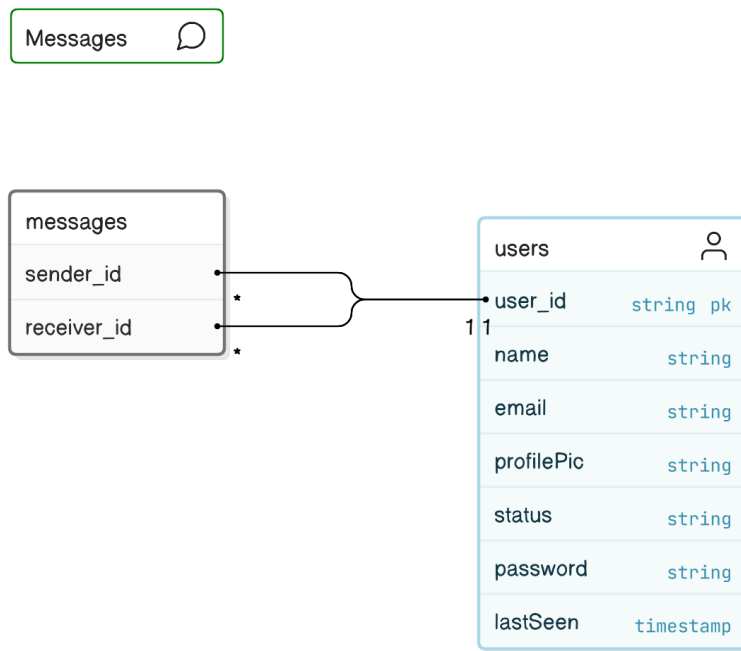 Messages
messages
sender_id
*
receiver_id
*
users
user_id string pk
1 1
name string
email string
profilePic string
status string
password string
lastSeen timestamp